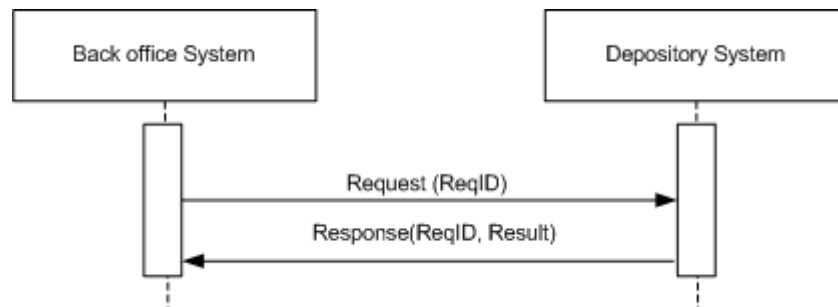 Back office System
Depository System
Request (ReqID)
Response(ReqID, Result)